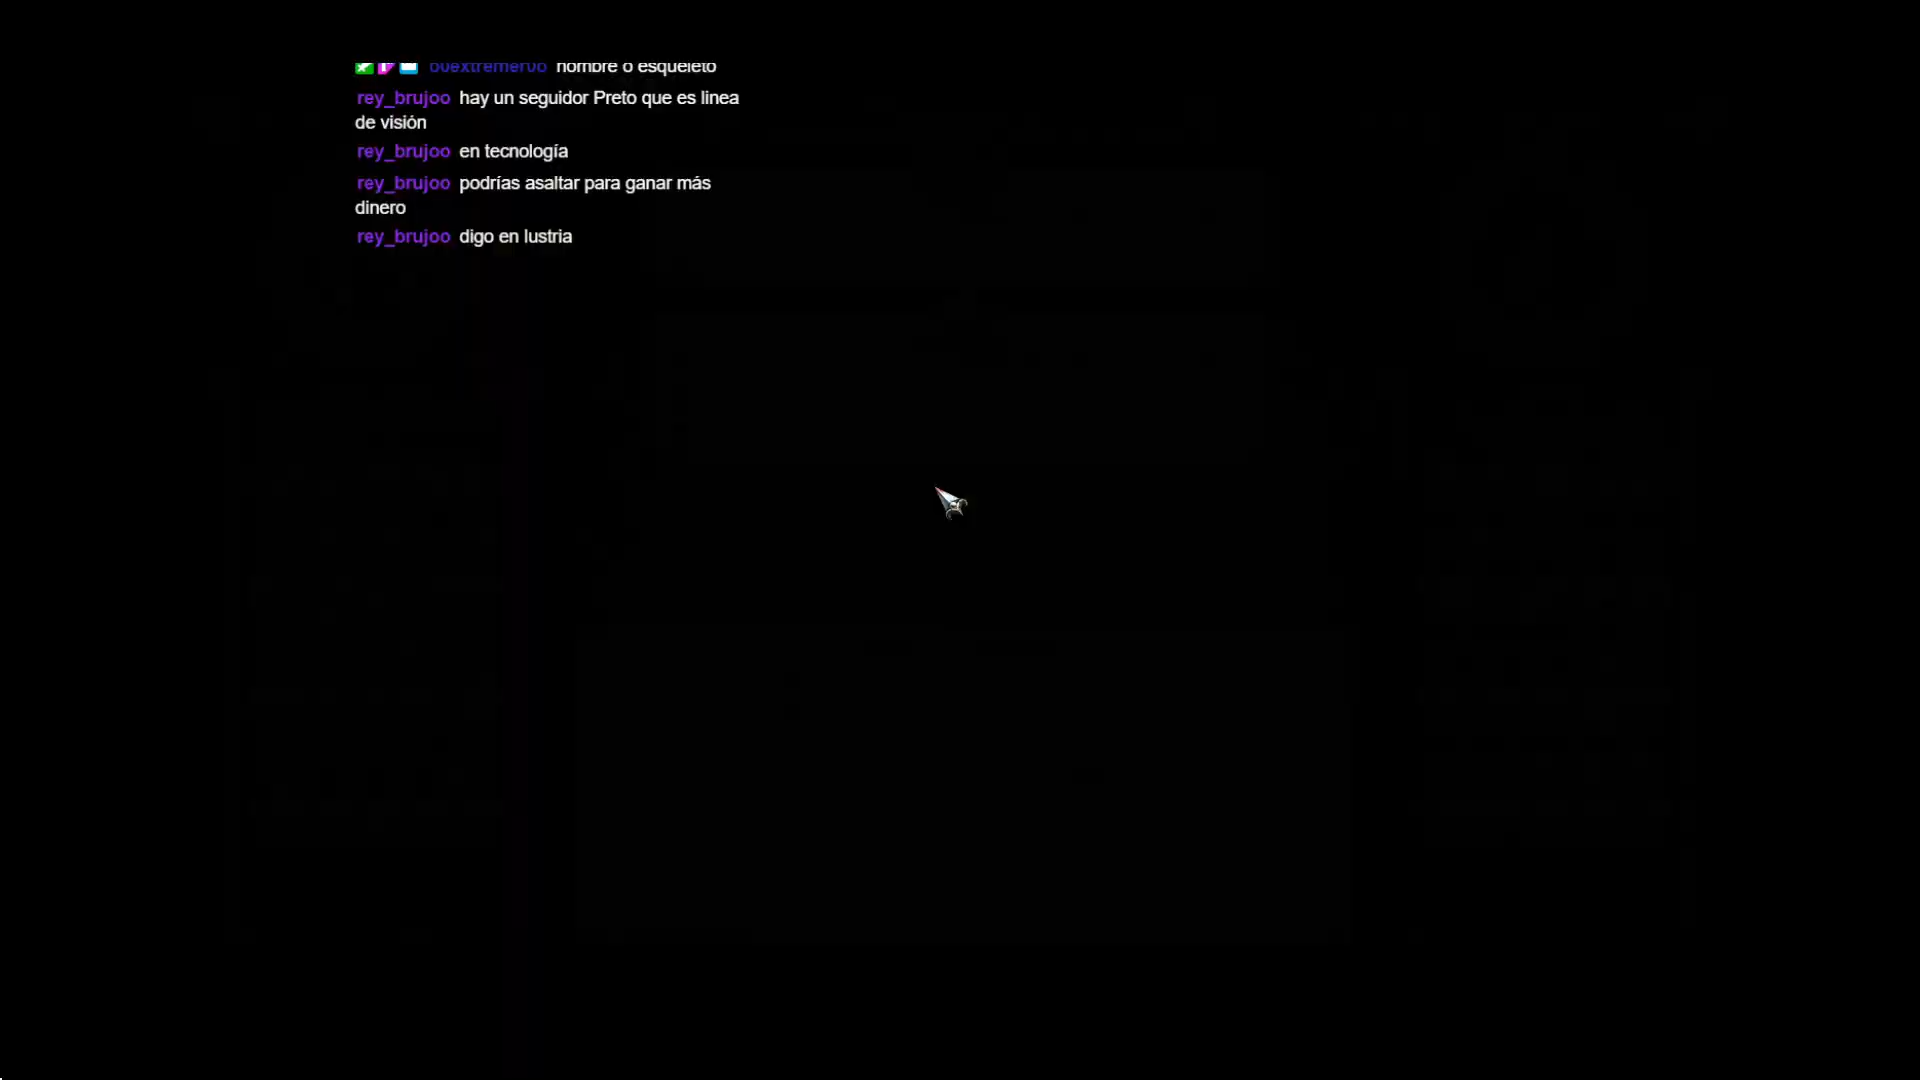 hombre o esqueleto
rey_brujoo hay un seguidor Preto que es linea
de visión
rey_brujoo en tecnología
rey_brujoo podrías asaltar para ganar más
dinero
rey_brujoo digo en lustria